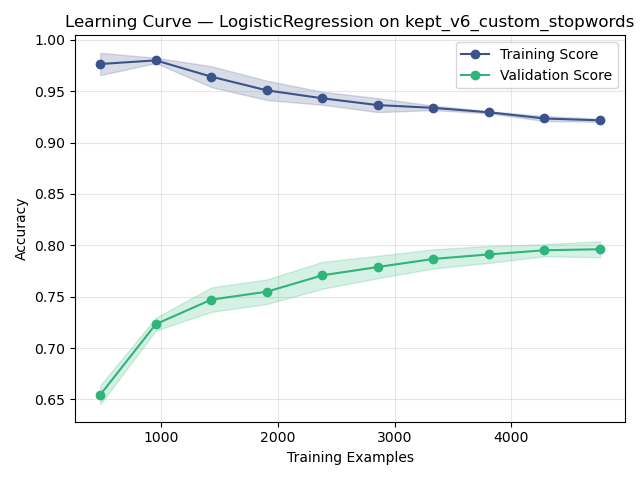 Learning Curve — LogisticRegression on kept_v6_custom_stopwords
Training Score
Validation Score
1.00
0.95
0.90
0.85
0.80
0.75
0.70
0.65
Accuracy
1000 2000 3000 4000
Training Examples